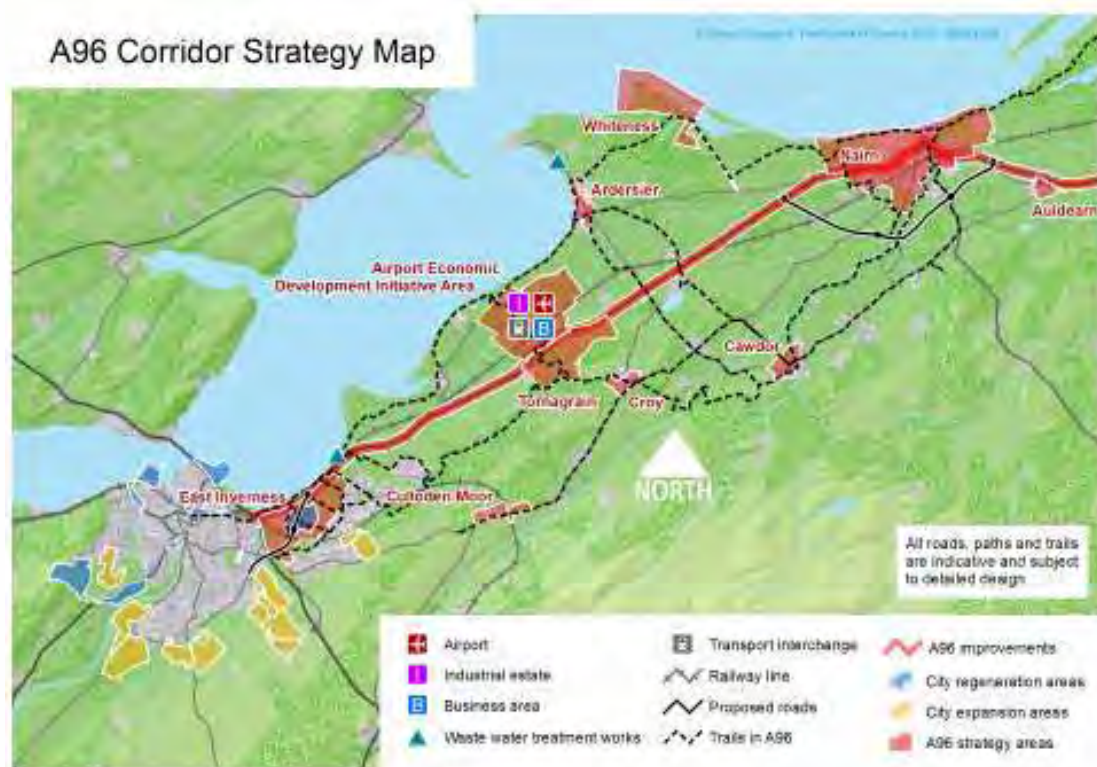 A96 Corridor Strategy Map
Whiteness
Nairn
Ardersier
Auldearn
Airport Economic
Development Initiative Area
I
B
Cawdor
Tornagrain
Croy
NORTH
East Inverness
Culloden Moor
All roads, paths and trails
are indicative and subject
to detailed design
Airport
Transport interchange
A96 improvements
I
Industrial estate
Railway line
City regeneration areas
B
Business area
Proposed roads
City expansion areas
Waste water treatment works
Trails in A96
A96 strategy areas